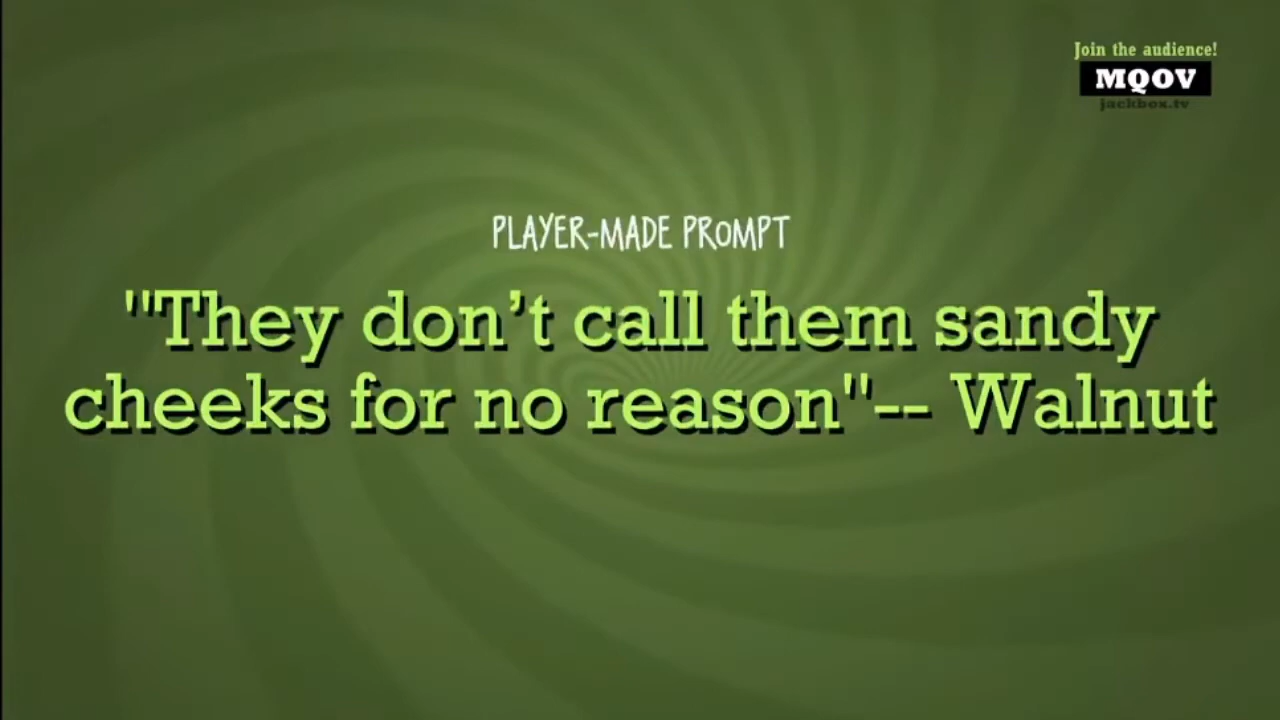 Join the audience!
MQOV
jackbox.tv
PLAYER-MADE PROMPT
"They don’t call them sandy
cheeks for no reason"-- Walnut